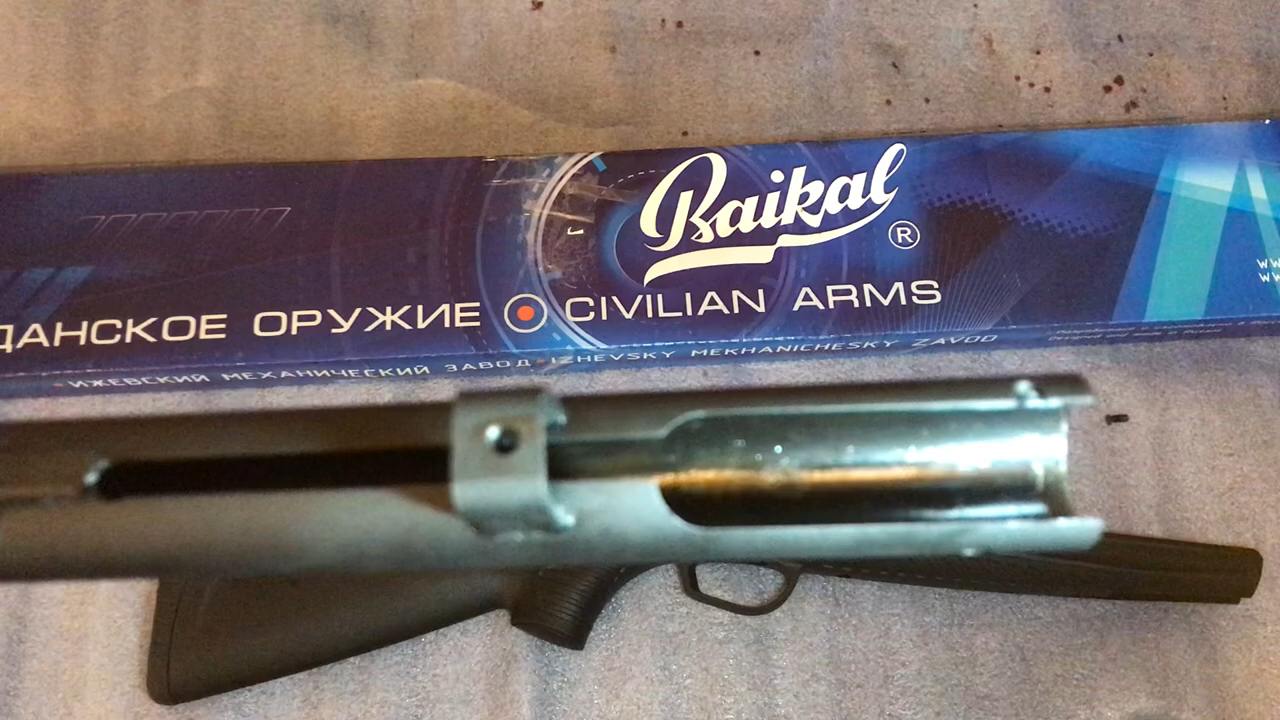 Baikal®
ДАНСКОЕ ОРУЖИЕ CIVILIAN ARMS
ИЖЕВСКИЙ МЕХАНИЧЕСКИЙ ЗАВОД • IZHEVSKY MEKHANICHESKY ZAVOD